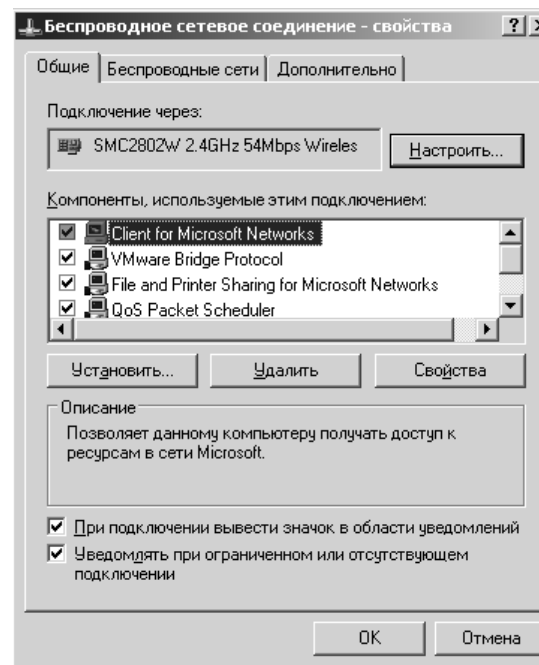 Беспроводное сетевое соединение - свойства
Общие Беспроводные сети Дополнительно
Подключение через:
SMC2802W 2.4GHz 54Mbps Wireles
Настроить...
Компоненты, используемые этим подключением:
Client for Microsoft Networks
VMware Bridge Protocol
File and Printer Sharing for Microsoft Networks
QoS Packet Scheduler
Установить... Удалить Свойства
Описание
Позволяет данному компьютеру получать доступ к
ресурсам в сети Microsoft.
При подключении вывести значок в области уведомлений
Уведомлять при ограниченном или отсутствующем
подключении
OK Отмена